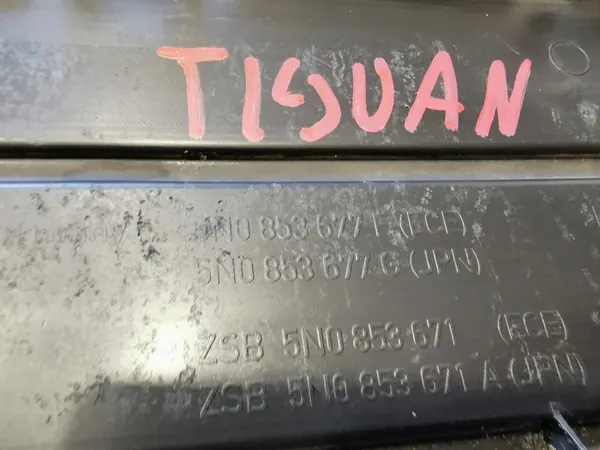 TIGUAN
5N0 853 677 F (ECE)
5N0 853 677 G (JPN)
ZSB 5N0 853 671 (ECE)
ZSB 5N0 853 671 A (JPN)